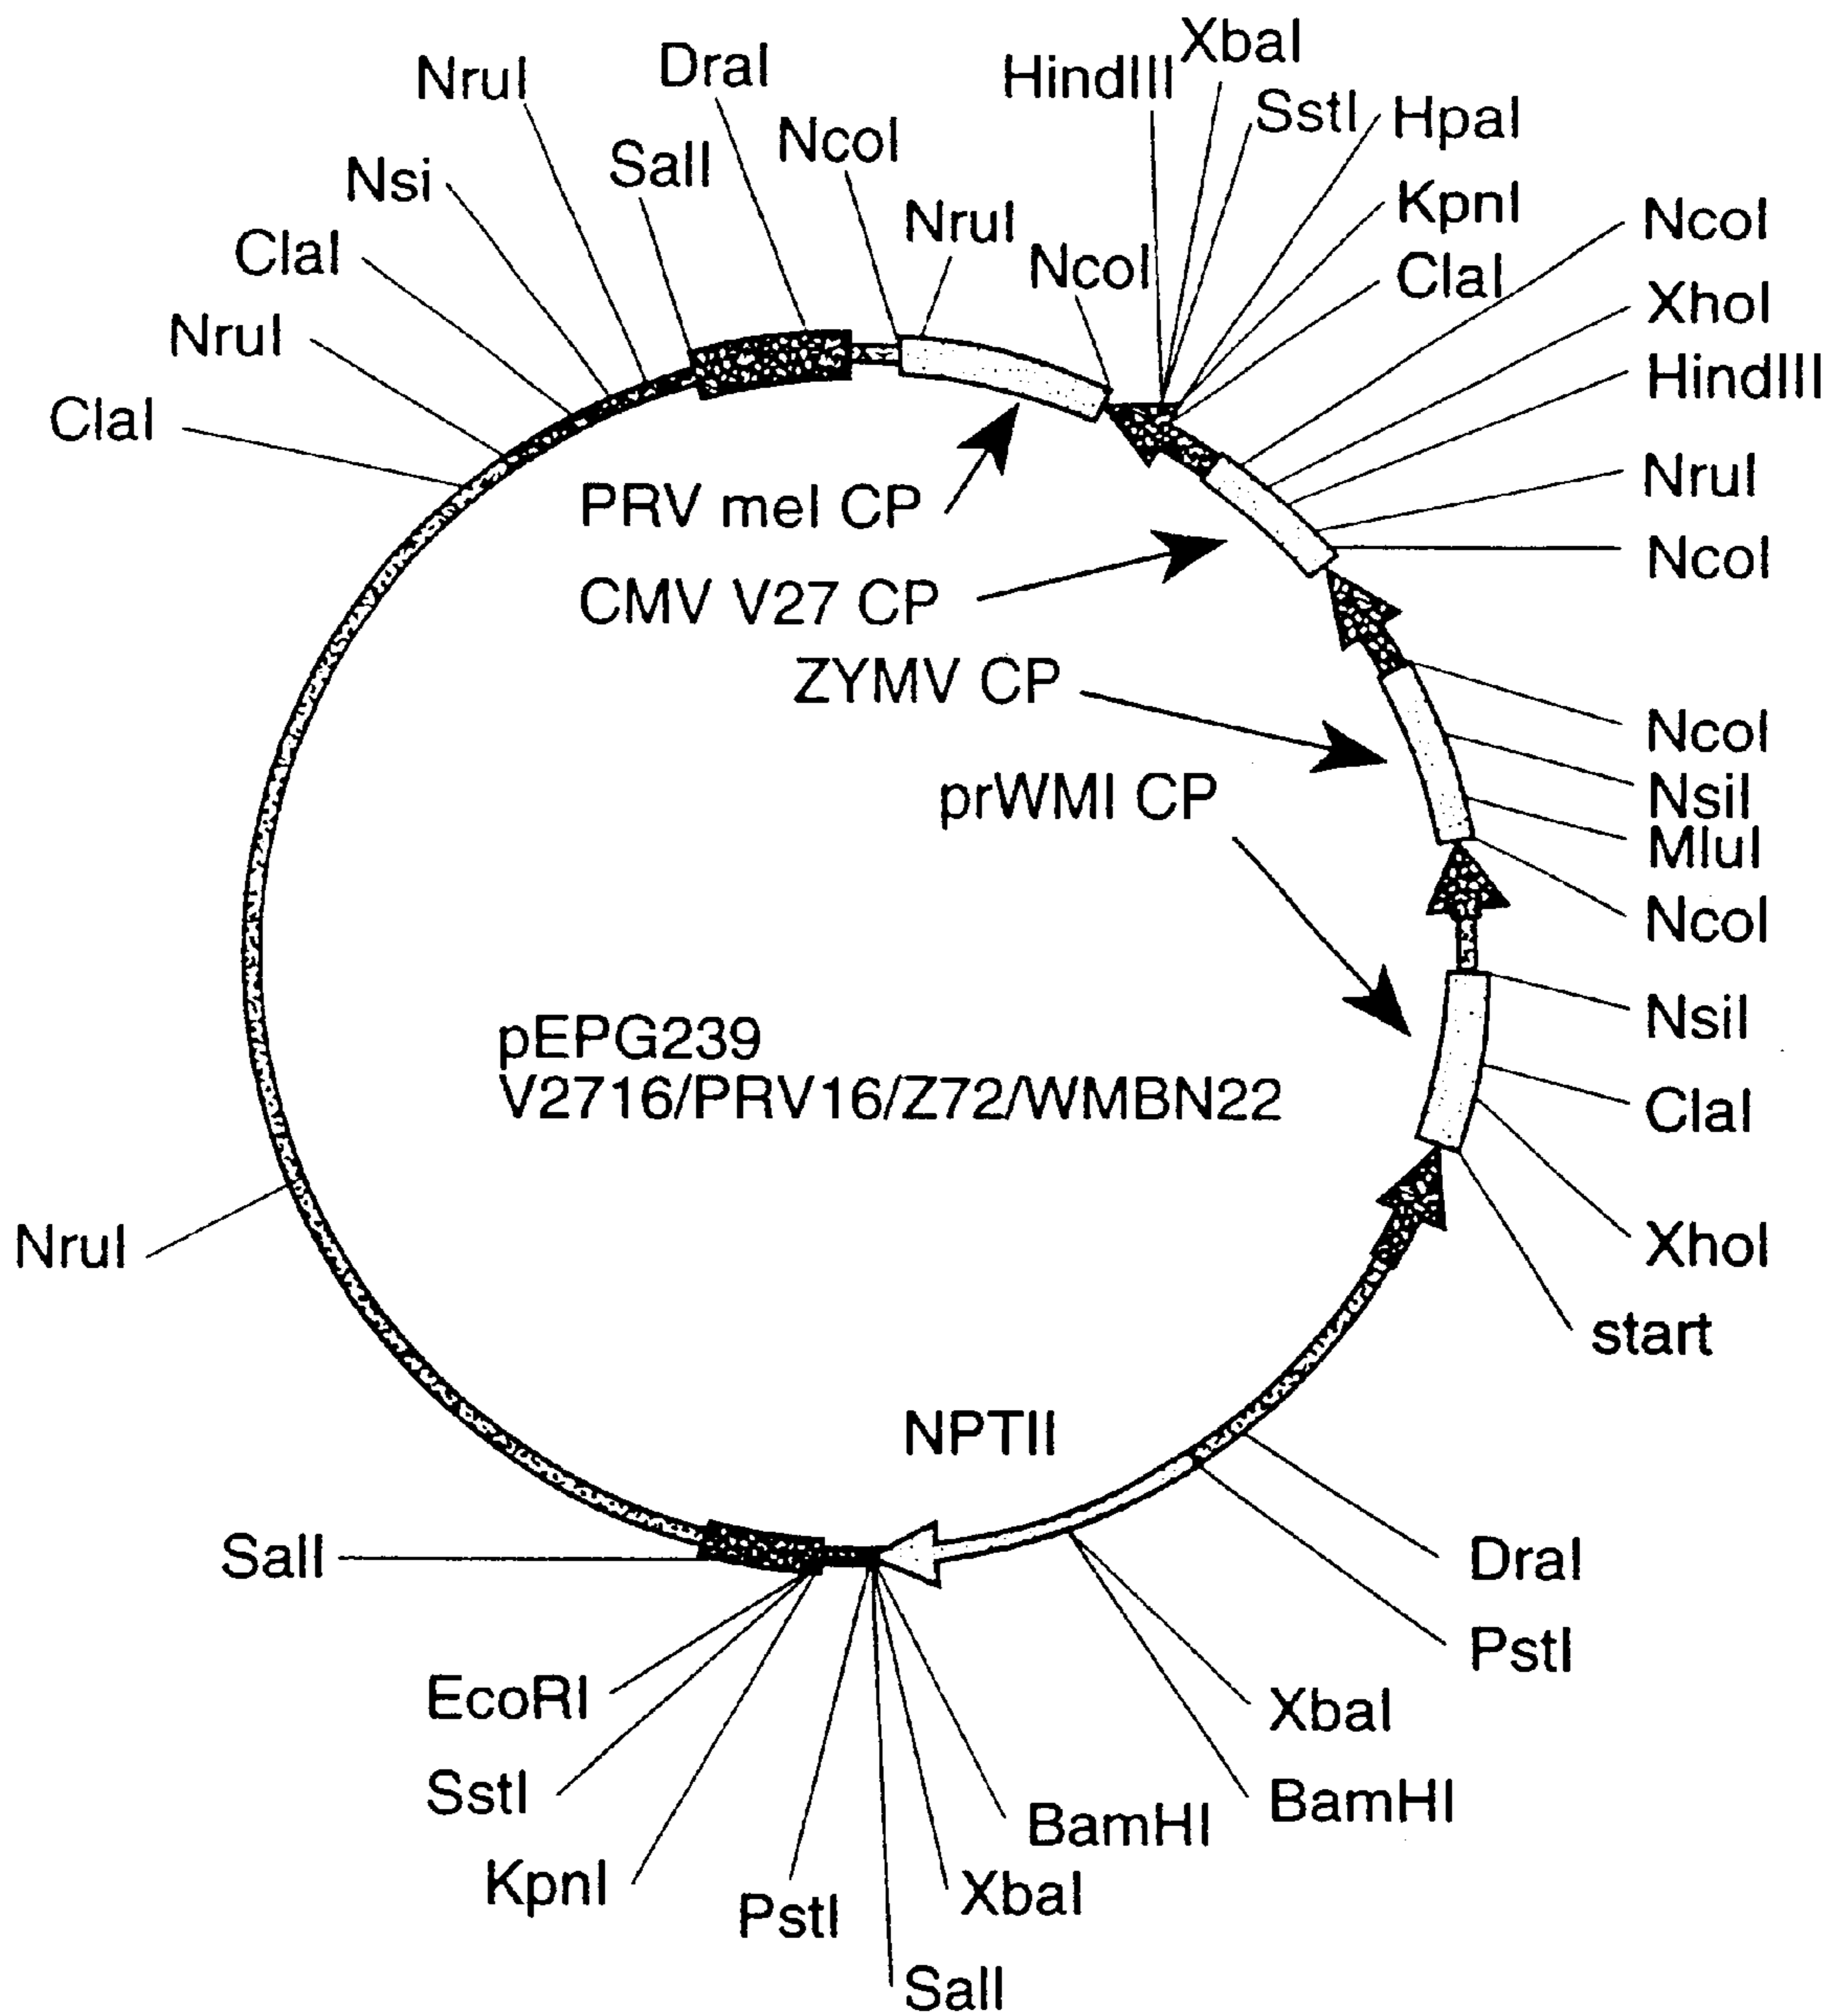 XbaI
DraI
HindIII
NruI
SstI
HpaI
NcoI
SalI
Nsi
KpnI
NcoI
NruI
ClaI
NcoI
ClaI
XhoI
NruI
HindIII
ClaI
NruI
PRV mel CP
NcoI
CMV V27 CP
ZYMV CP
NcoI
NsiI
prWMI CP
MluI
NcoI
NsiI
pEPG239
V2716/PRV16/Z72/WMBN22
ClaI
NruI
XhoI
start
NPTII
SalI
DraI
PstI
EcoRI
XbaI
SstI
BamHI
BamHI
KpnI
XbaI
PstI
SalI